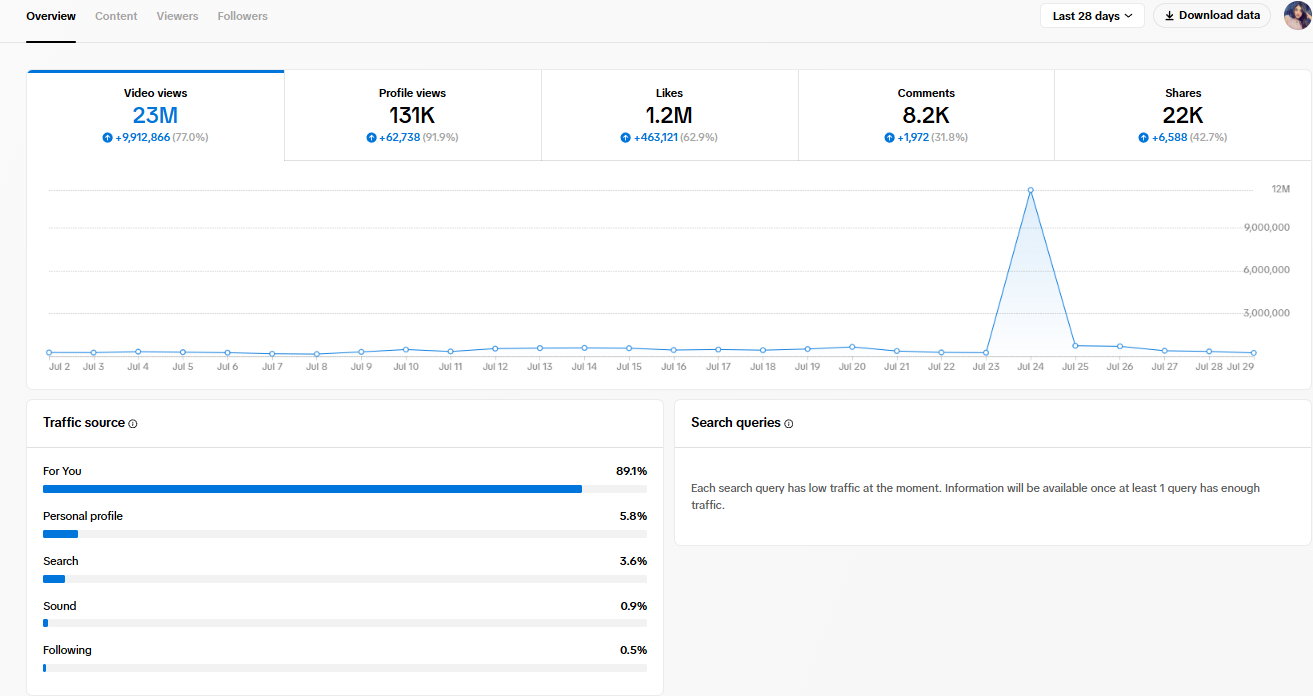 Overview Content Viewers Followers
Last 28 days Download data
Video views Profile views Likes Comments Shares
23M 131K 1.2M 8.2K 22K
+9,912,866 (77.0%) +62,738 (91.9%) +463,121 (62.9%) +1,972 (31.8%) +6,588 (42.7%)
12M
9,000,000
6,000,000
3,000,000
Jul 2 Jul 3 Jul 4 Jul 5 Jul 6 Jul 7 Jul 8 Jul 9 Jul 10 Jul 11 Jul 12 Jul 13 Jul 14 Jul 15 Jul 16 Jul 17 Jul 18 Jul 19 Jul 20 Jul 21 Jul 22 Jul 23 Jul 24 Jul 25 Jul 26 Jul 27 Jul 28 Jul 29
Traffic source
For You 89.1%
Personal profile 5.8%
Search 3.6%
Sound 0.9%
Following 0.5%
Search queries
Each search query has low traffic at the moment. Information will be available once at least 1 query has enough
traffic.